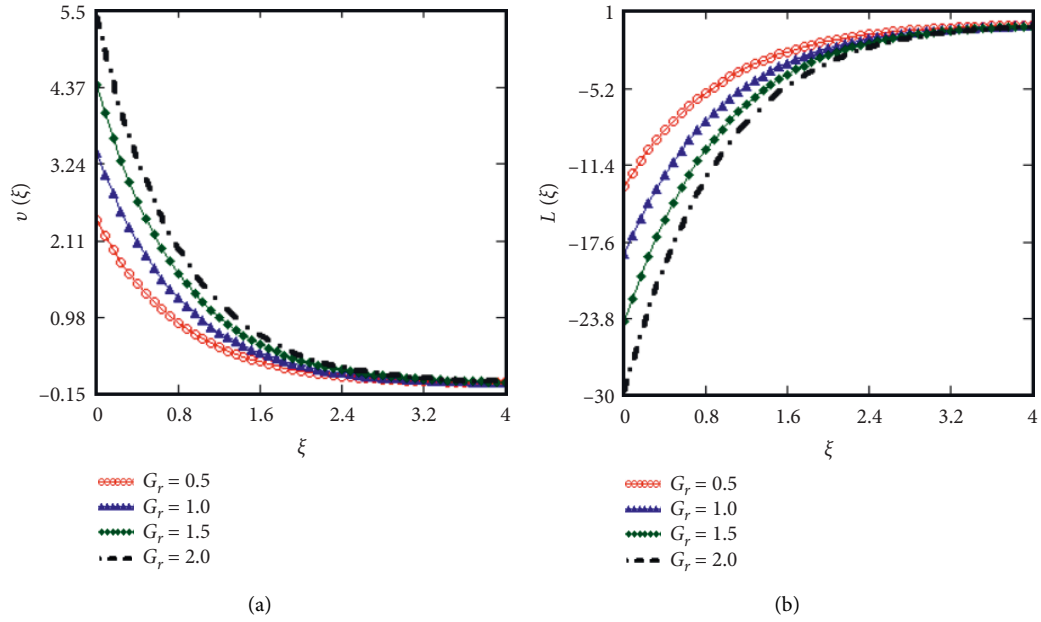 5.5
4.37
3.24
2.11
0.98
−0.15
v (ξ)
0 0.8 1.6 2.4 3.2 4
ξ
G_r = 0.5
G_r = 1.0
G_r = 1.5
G_r = 2.0
(a)
1
−5.2
−11.4
−17.6
−23.8
−30
L (ξ)
0 0.8 1.6 2.4 3.2 4
ξ
G_r = 0.5
G_r = 1.0
G_r = 1.5
G_r = 2.0
(b)